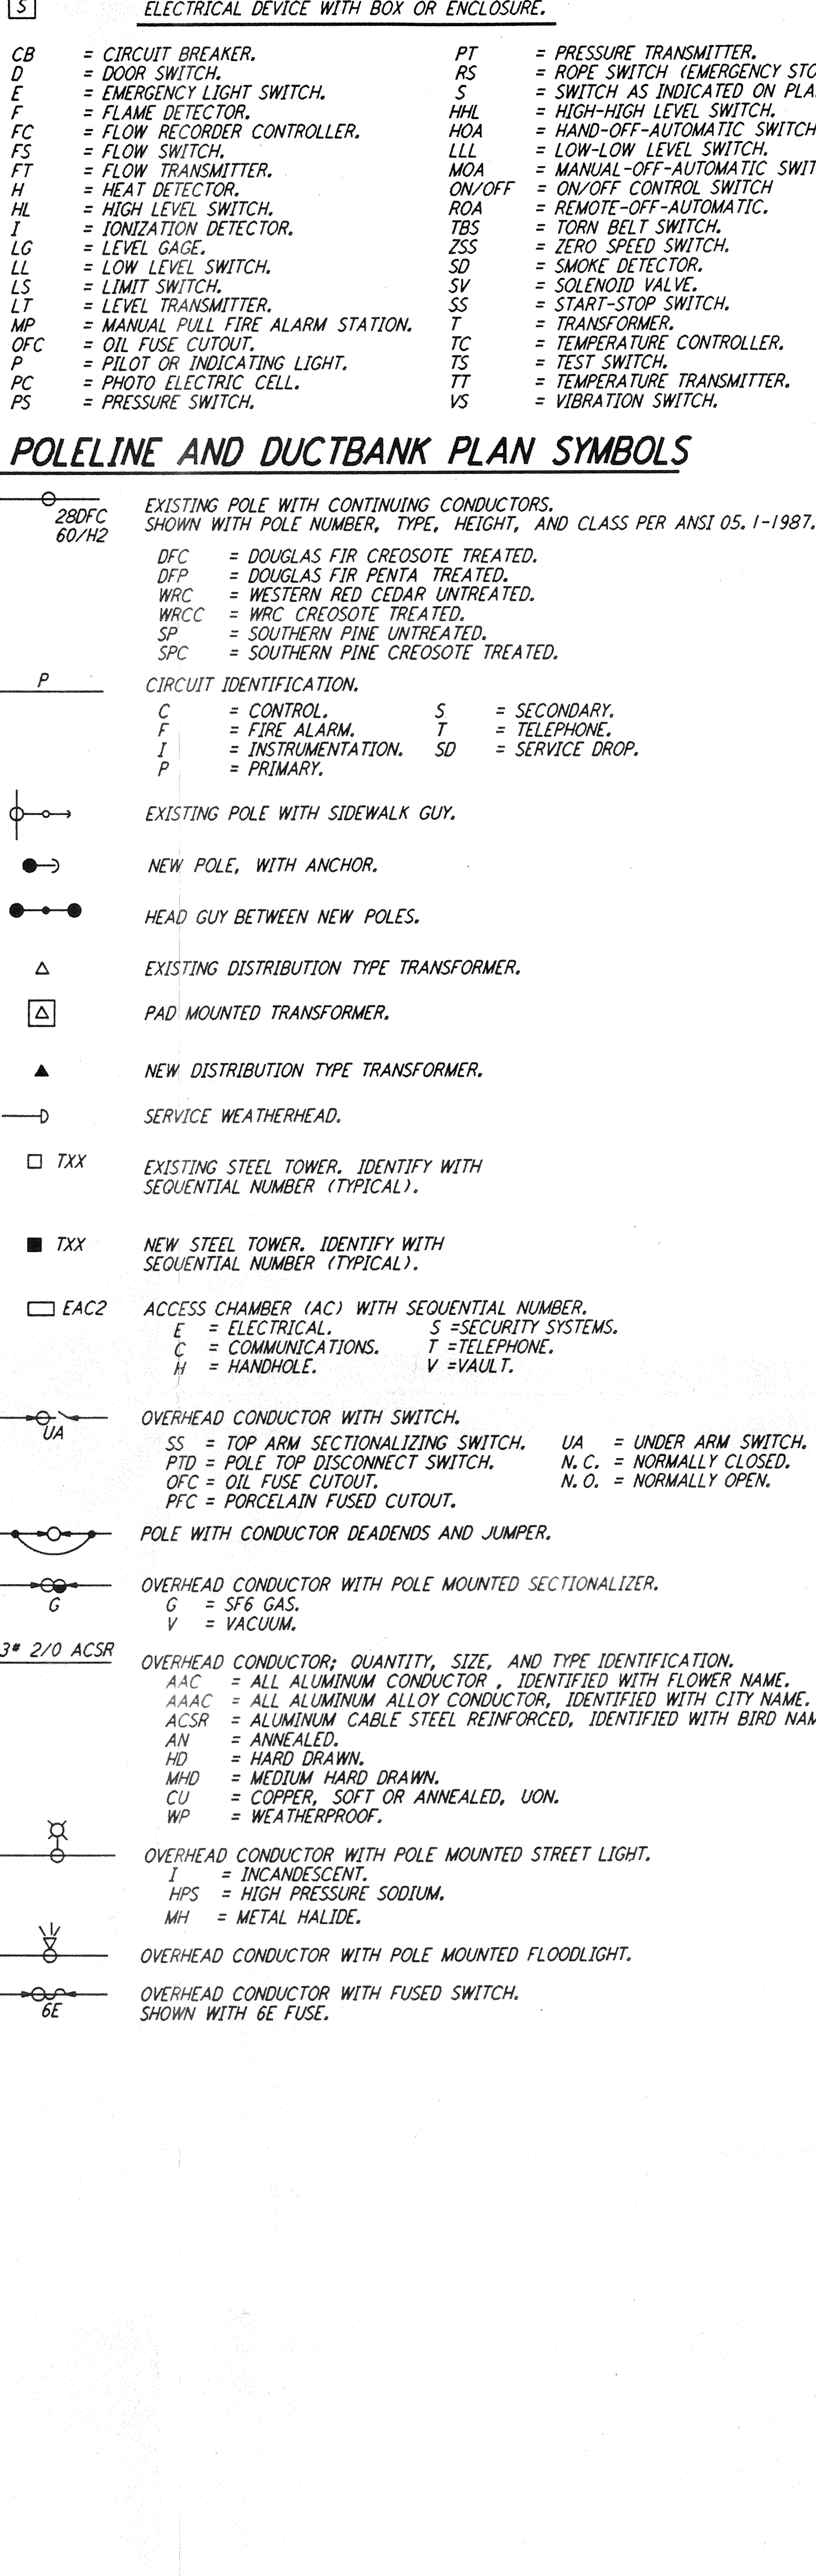 S ELECTRICAL DEVICE WITH BOX OR ENCLOSURE.
CB = CIRCUIT BREAKER.
D = DOOR SWITCH.
E = EMERGENCY LIGHT SWITCH.
F = FLAME DETECTOR.
FC = FLOW RECORDER CONTROLLER.
FS = FLOW SWITCH.
FT = FLOW TRANSMITTER.
H = HEAT DETECTOR.
HL = HIGH LEVEL SWITCH.
I = IONIZATION DETECTOR.
LG = LEVEL GAGE.
LL = LOW LEVEL SWITCH.
LS = LIMIT SWITCH.
LT = LEVEL TRANSMITTER.
MP = MANUAL PULL FIRE ALARM STATION.
OFC = OIL FUSE CUTOUT.
P = PILOT OR INDICATING LIGHT.
PC = PHOTO ELECTRIC CELL.
PS = PRESSURE SWITCH.
PT = PRESSURE TRANSMITTER.
RS = ROPE SWITCH (EMERGENCY STO
S = SWITCH AS INDICATED ON PLA
HHL = HIGH-HIGH LEVEL SWITCH.
HOA = HAND-OFF-AUTOMATIC SWITCH
LLL = LOW-LOW LEVEL SWITCH.
MOA = MANUAL-OFF-AUTOMATIC SWIT
ON/OFF = ON/OFF CONTROL SWITCH
ROA = REMOTE-OFF-AUTOMATIC.
TBS = TORN BELT SWITCH.
ZSS = ZERO SPEED SWITCH.
SD = SMOKE DETECTOR.
SV = SOLENOID VALVE.
SS = START-STOP SWITCH.
T = TRANSFORMER.
TC = TEMPERATURE CONTROLLER.
TS = TEST SWITCH.
TT = TEMPERATURE TRANSMITTER.
VS = VIBRATION SWITCH.
POLELINE AND DUCTBANK PLAN SYMBOLS
28DFC
60/H2
EXISTING POLE WITH CONTINUING CONDUCTORS.
SHOWN WITH POLE NUMBER, TYPE, HEIGHT, AND CLASS PER ANSI 05.1-1987.
DFC = DOUGLAS FIR CREOSOTE TREATED.
DFP = DOUGLAS FIR PENTA TREATED.
WRC = WESTERN RED CEDAR UNTREATED.
WRCC = WRC CREOSOTE TREATED.
SP = SOUTHERN PINE UNTREATED.
SPC = SOUTHERN PINE CREOSOTE TREATED.
P CIRCUIT IDENTIFICATION.
C = CONTROL. S = SECONDARY.
F = FIRE ALARM. T = TELEPHONE.
I = INSTRUMENTATION. SD = SERVICE DROP.
P = PRIMARY.
EXISTING POLE WITH SIDEWALK GUY.
NEW POLE, WITH ANCHOR.
HEAD GUY BETWEEN NEW POLES.
EXISTING DISTRIBUTION TYPE TRANSFORMER.
PAD MOUNTED TRANSFORMER.
NEW DISTRIBUTION TYPE TRANSFORMER.
SERVICE WEATHERHEAD.
TXX EXISTING STEEL TOWER. IDENTIFY WITH
SEQUENTIAL NUMBER (TYPICAL).
TXX NEW STEEL TOWER. IDENTIFY WITH
SEQUENTIAL NUMBER (TYPICAL).
EAC2 ACCESS CHAMBER (AC) WITH SEQUENTIAL NUMBER.
E = ELECTRICAL. S =SECURITY SYSTEMS.
C = COMMUNICATIONS. T =TELEPHONE.
H = HANDHOLE. V =VAULT.
UA OVERHEAD CONDUCTOR WITH SWITCH.
SS = TOP ARM SECTIONALIZING SWITCH. UA = UNDER ARM SWITCH.
PTD = POLE TOP DISCONNECT SWITCH. N.C. = NORMALLY CLOSED.
OFC = OIL FUSE CUTOUT. N.O. = NORMALLY OPEN.
PFC = PORCELAIN FUSED CUTOUT.
POLE WITH CONDUCTOR DEADENDS AND JUMPER.
G OVERHEAD CONDUCTOR WITH POLE MOUNTED SECTIONALIZER.
G = SF6 GAS.
V = VACUUM.
3# 2/0 ACSR OVERHEAD CONDUCTOR; QUANTITY, SIZE, AND TYPE IDENTIFICATION.
AAC = ALL ALUMINUM CONDUCTOR , IDENTIFIED WITH FLOWER NAME.
AAAC = ALL ALUMINUM ALLOY CONDUCTOR, IDENTIFIED WITH CITY NAME.
ACSR = ALUMINUM CABLE STEEL REINFORCED, IDENTIFIED WITH BIRD NAM
AN = ANNEALED.
HD = HARD DRAWN.
MHD = MEDIUM HARD DRAWN.
CU = COPPER, SOFT OR ANNEALED, UON.
WP = WEATHERPROOF.
OVERHEAD CONDUCTOR WITH POLE MOUNTED STREET LIGHT.
I = INCANDESCENT.
HPS = HIGH PRESSURE SODIUM.
MH = METAL HALIDE.
OVERHEAD CONDUCTOR WITH POLE MOUNTED FLOODLIGHT.
6E OVERHEAD CONDUCTOR WITH FUSED SWITCH.
SHOWN WITH 6E FUSE.